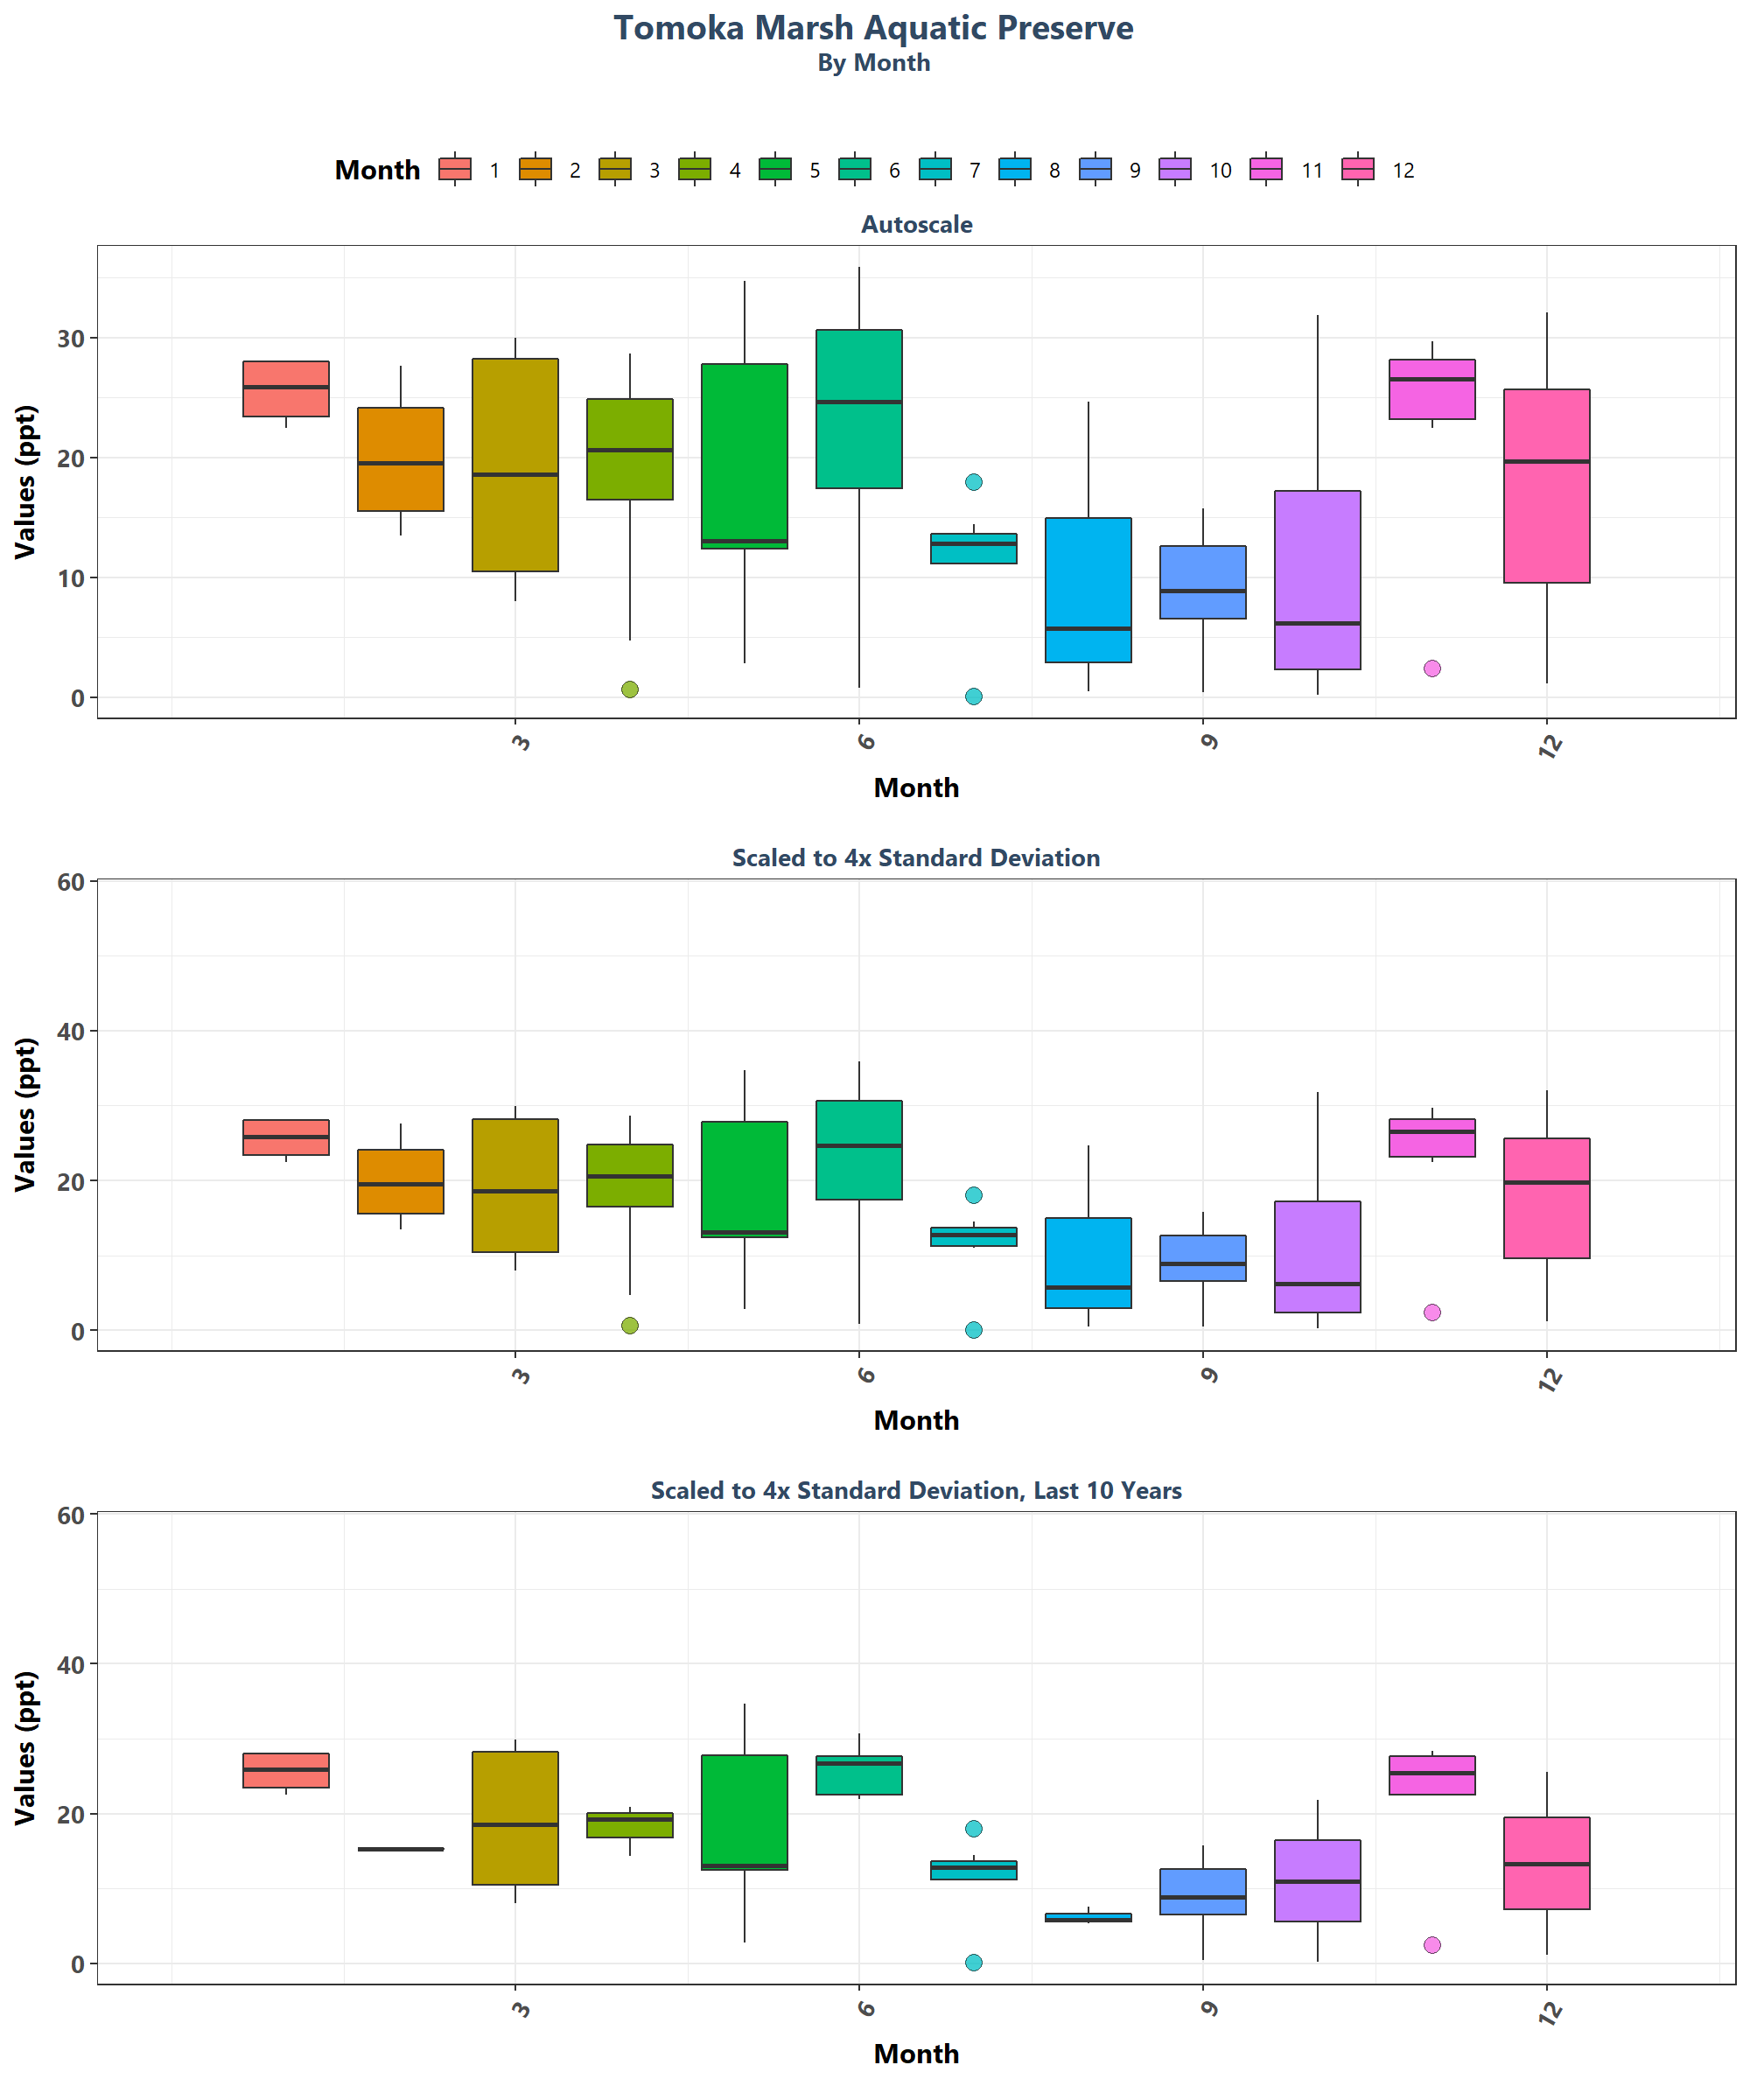 Tomoka Marsh Aquatic Preserve
By Month
Month 1 2 3 4 5 6 7 8 9 10 11 12
Autoscale
Values (ppt)
30
20
10
0
3 6 9 12
Month
Scaled to 4x Standard Deviation
Values (ppt)
60
40
20
0
3 6 9 12
Month
Scaled to 4x Standard Deviation, Last 10 Years
Values (ppt)
60
40
20
0
3 6 9 12
Month